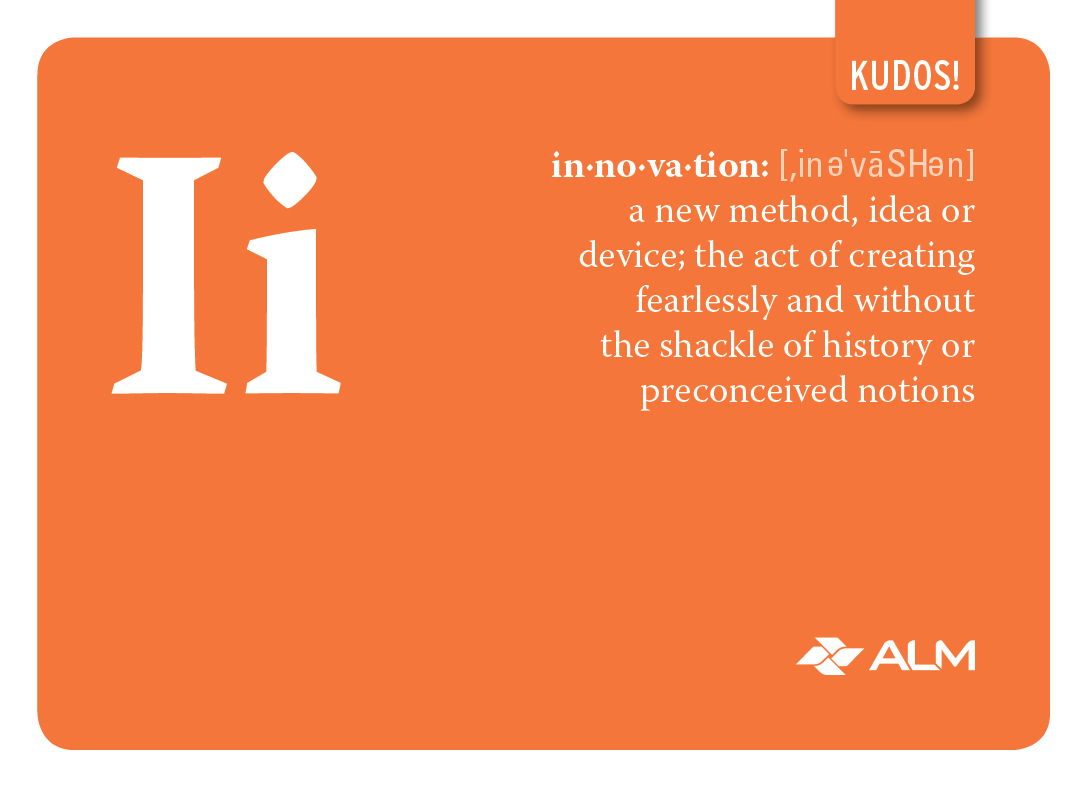 KUDOS!
Ii
in·no·va·tion: [ˌinəˈvāSHən]
a new method, idea or
device; the act of creating
fearlessly and without
the shackle of history or
preconceived notions
ALM